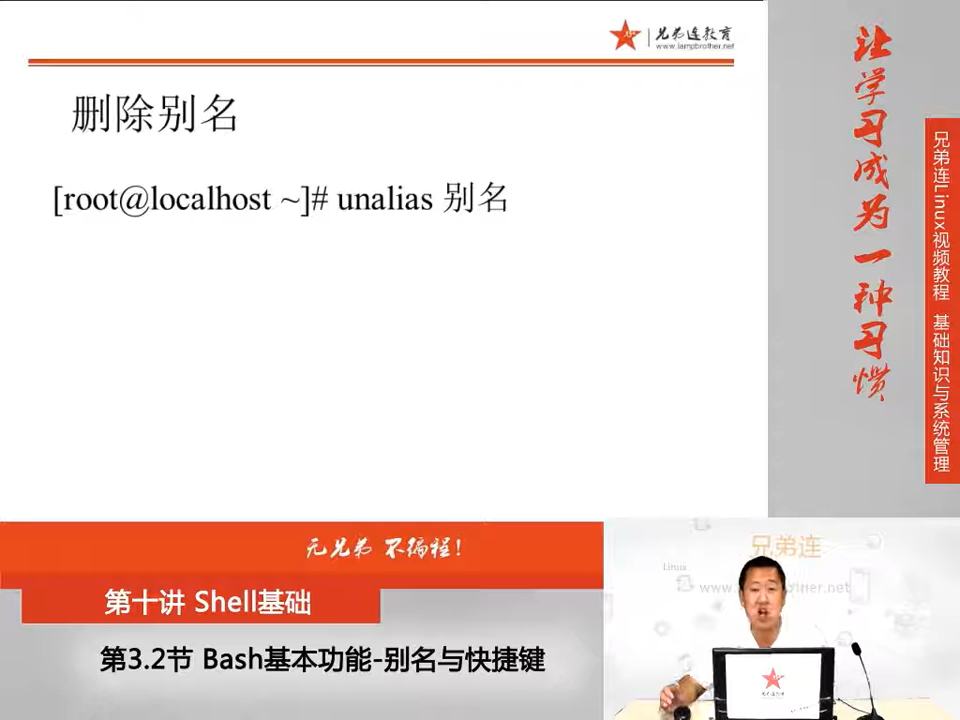 兄弟连教育
www.lampbrother.net
删除别名
[root@localhost ~]# unalias 别名
让学习成为一种习惯
兄弟连Linux视频教程 基础知识与系统管理
无兄弟 不编程!
第十讲 Shell基础
第3.2节 Bash基本功能-别名与快捷键
兄弟连
Linux